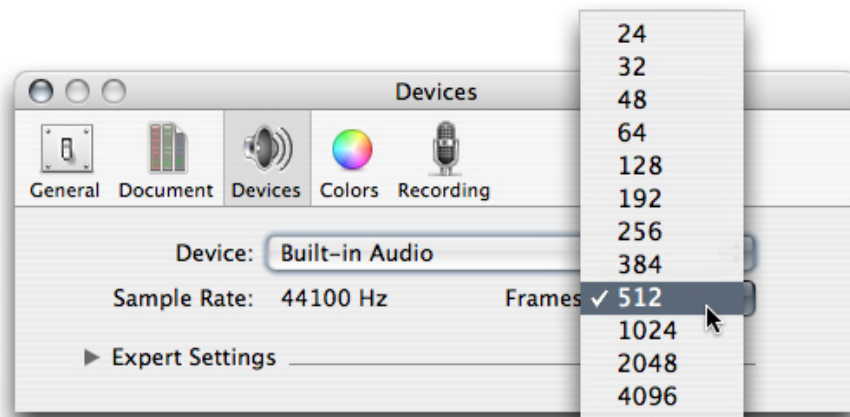 Devices
General Document Devices Colors Recording
Device: Built-in Audio
Sample Rate: 44100 Hz Frames
Expert Settings
24
32
48
64
128
192
256
384
✓ 512
1024
2048
4096